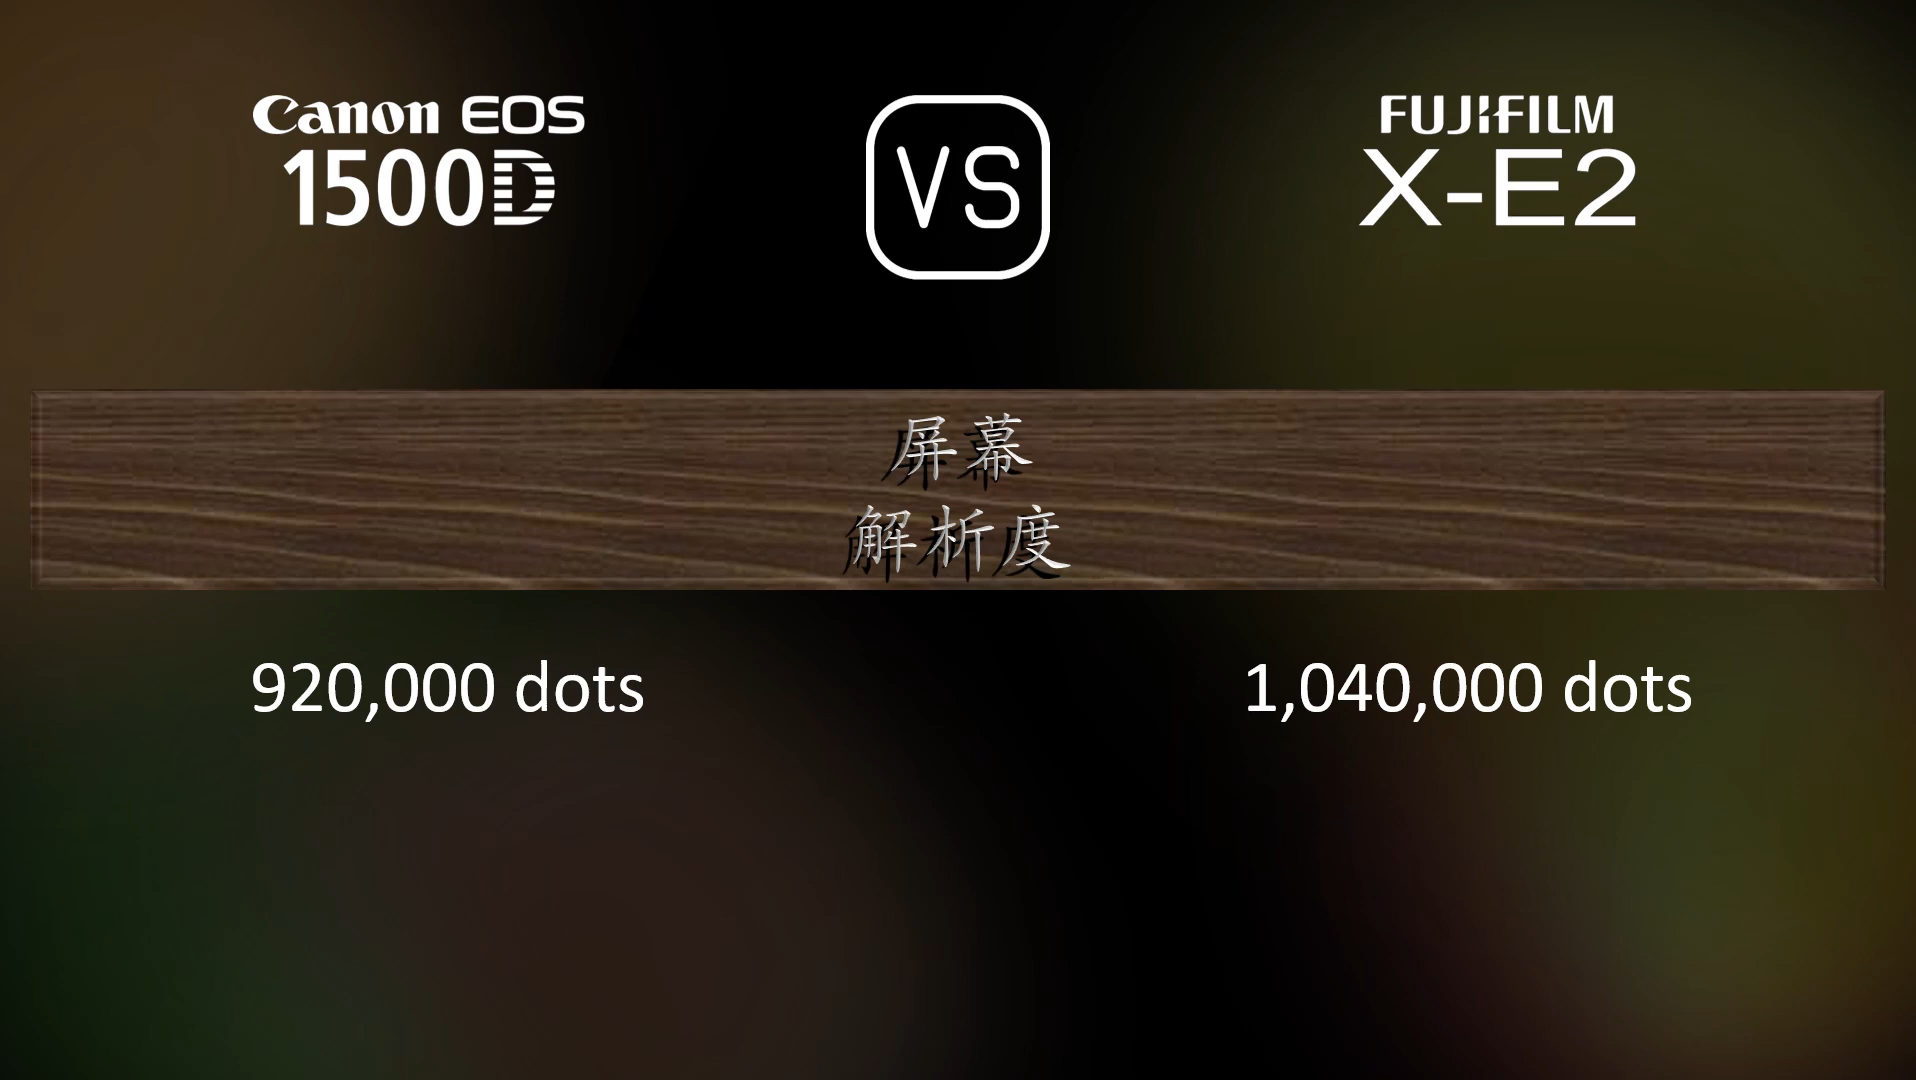 Canon EOS
1500D
VS
FUJIFILM
X-E2
屏幕
解析度
920,000 dots
1,040,000 dots